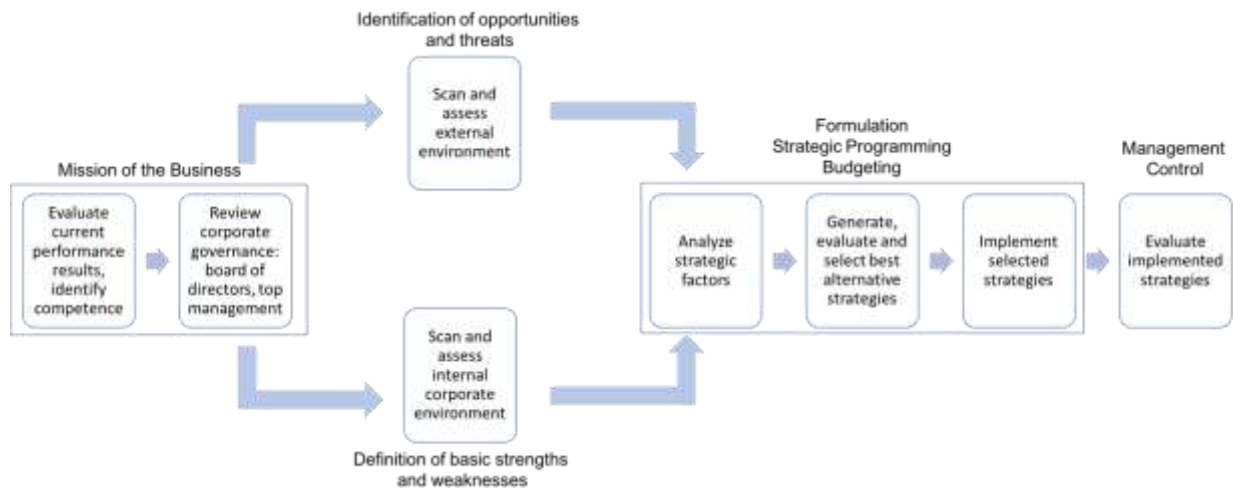 Identification of opportunities
and threats
Scan and
assess
external
environment
Mission of the Business
Evaluate
current
performance
results,
identify
competence
Review
corporate
governance:
board of
directors, top
management
Scan and
assess
internal
corporate
environment
Definition of basic strengths
and weaknesses
Formulation
Strategic Programming
Budgeting
Analyze
strategic
factors
Generate,
evaluate and
select best
alternative
strategies
Implement
selected
strategies
Management
Control
Evaluate
implemented
strategies